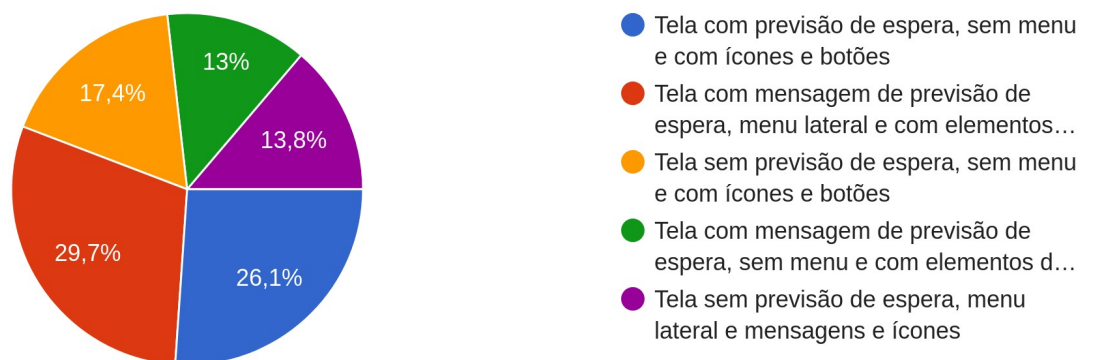 13%
17,4%
13,8%
29,7%
26,1%
Tela com previsão de espera, sem menu
e com ícones e botões
Tela com mensagem de previsão de
espera, menu lateral e com elementos…
Tela sem previsão de espera, sem menu
e com ícones e botões
Tela com mensagem de previsão de
espera, sem menu e com elementos d…
Tela sem previsão de espera, menu
lateral e mensagens e ícones